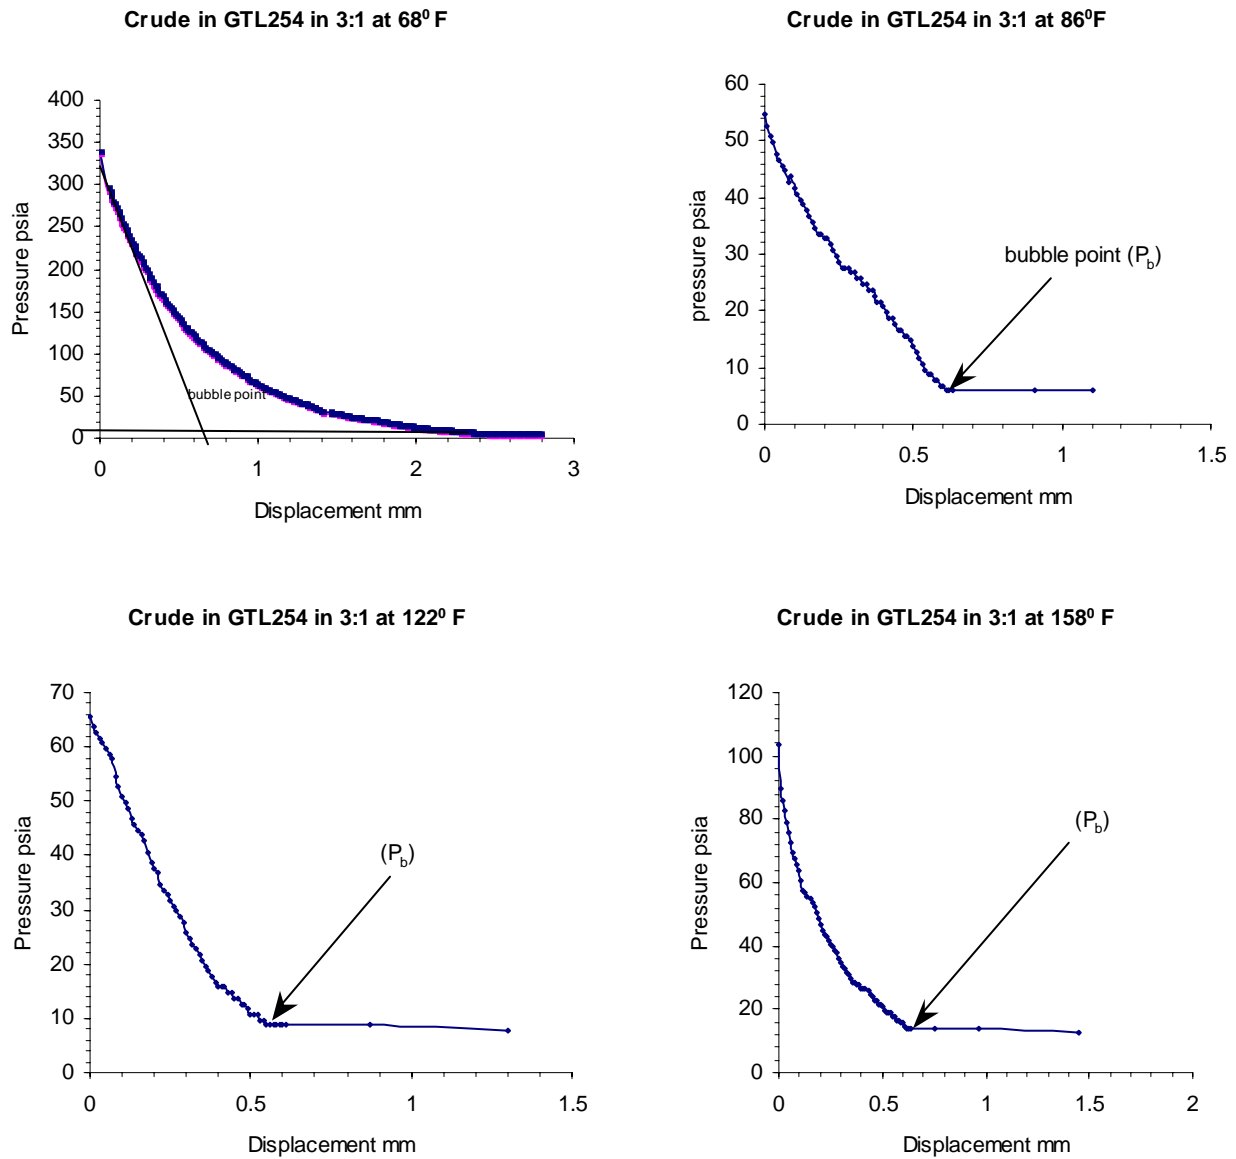 Crude in GTL254 in 3:1 at 68⁰ F
400
350
300
250
200
150
100
50
0
Pressure psia
bubble point
0 1 2 3
Displacement mm
Crude in GTL254 in 3:1 at 86⁰F
60
50
40
30
20
10
0
pressure psia
bubble point (P_b)
0 0.5 1 1.5
Displacement mm
Crude in GTL254 in 3:1 at 122⁰ F
70
60
50
40
30
20
10
0
Pressure psia
(P_b)
0 0.5 1 1.5
Displacement mm
Crude in GTL254 in 3:1 at 158⁰ F
120
100
80
60
40
20
0
Pressure psia
(P_b)
0 0.5 1 1.5 2
Displacement mm